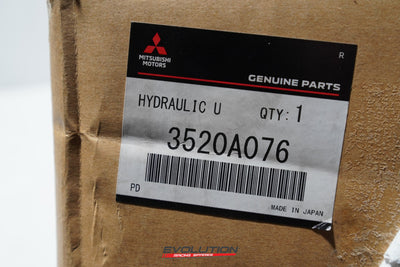 R
MITSUBISHI
MOTORS
GENUINE PARTS
HYDRAULIC U QTY: 1
3520A076
PD
MADE IN JAPAN
EVOLUTION
RACING SPARES